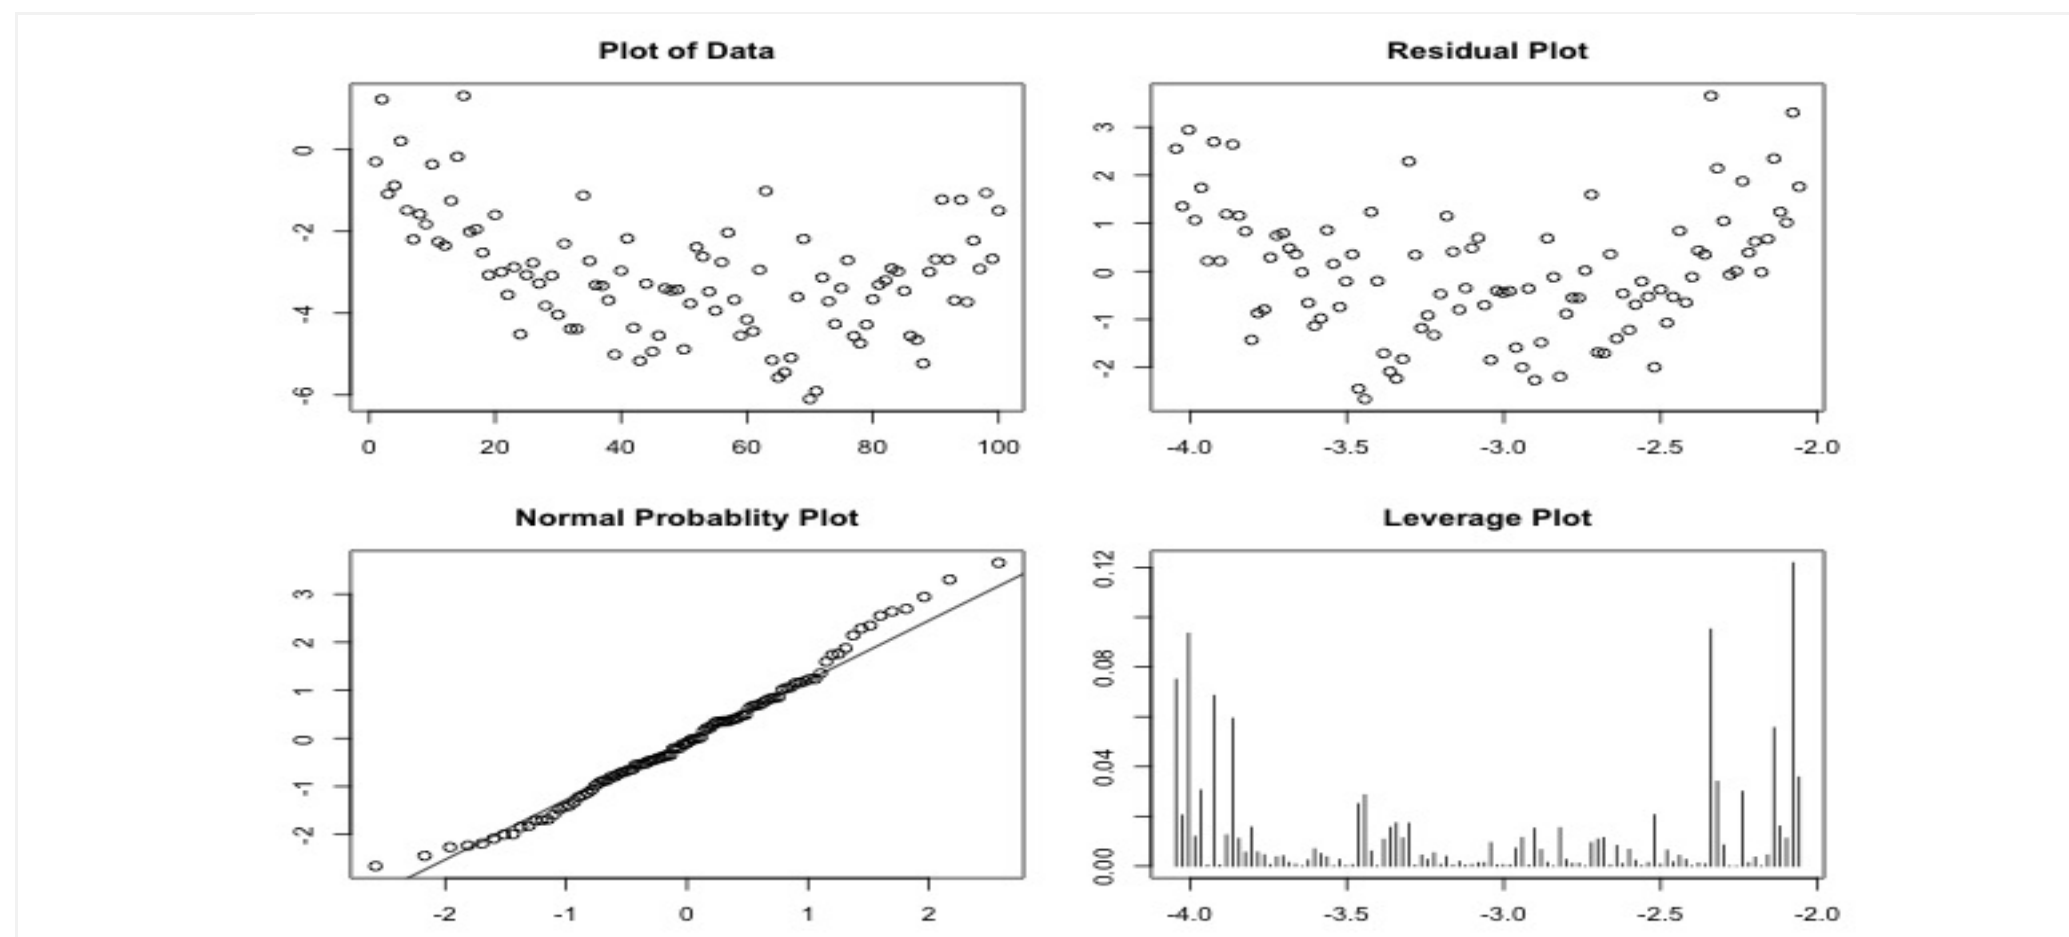 Plot of Data
0
-2
-4
-6
0 20 40 60 80 100
Residual Plot
3
2
1
0
-1
-2
-4.0 -3.5 -3.0 -2.5 -2.0
Normal Probablity Plot
3
2
1
0
-1
-2
-2 -1 0 1 2
Leverage Plot
0.12
0.08
0.04
0.00
-4.0 -3.5 -3.0 -2.5 -2.0